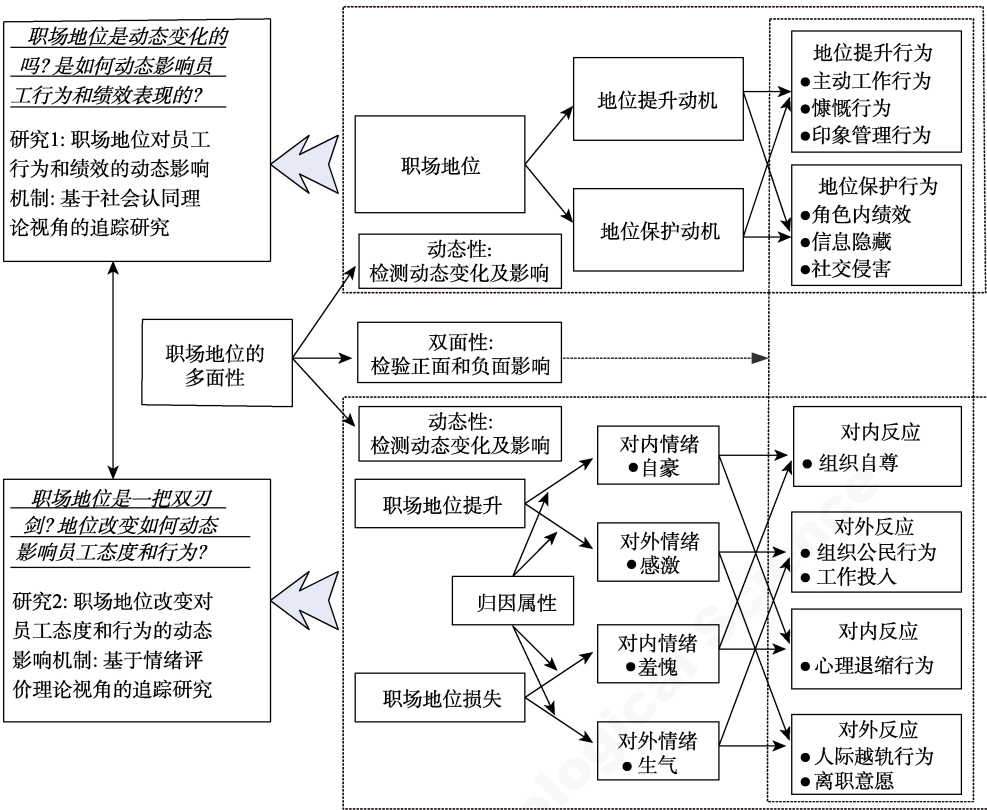 职场地位是动态变化的
吗?是如何动态影响员
工行为和绩效表现的?
研究1: 职场地位对员工
行为和绩效的动态影响
机制: 基于社会认同理
论视角的追踪研究
职场地位
地位提升动机
地位保护动机
地位提升行为
●主动工作行为
●慷慨行为
●印象管理行为
地位保护行为
●角色内绩效
●信息隐藏
●社交侵害
动态性:
检测动态变化及影响
职场地位的
多面性
双面性:
检验正面和负面影响
动态性:
检测动态变化及影响
职场地位是一把双刃
剑?地位改变如何动态
影响员工态度和行为?
研究2: 职场地位改变对
员工态度和行为的动态
影响机制: 基于情绪评
价理论视角的追踪研究
职场地位提升
归因属性
职场地位损失
对内情绪
●自豪
对外情绪
●感激
对内情绪
●羞愧
对外情绪
●生气
对内反应
●组织自尊
对外反应
●组织公民行为
●工作投入
对内反应
●心理退缩行为
对外反应
●人际越轨行为
●离职意愿